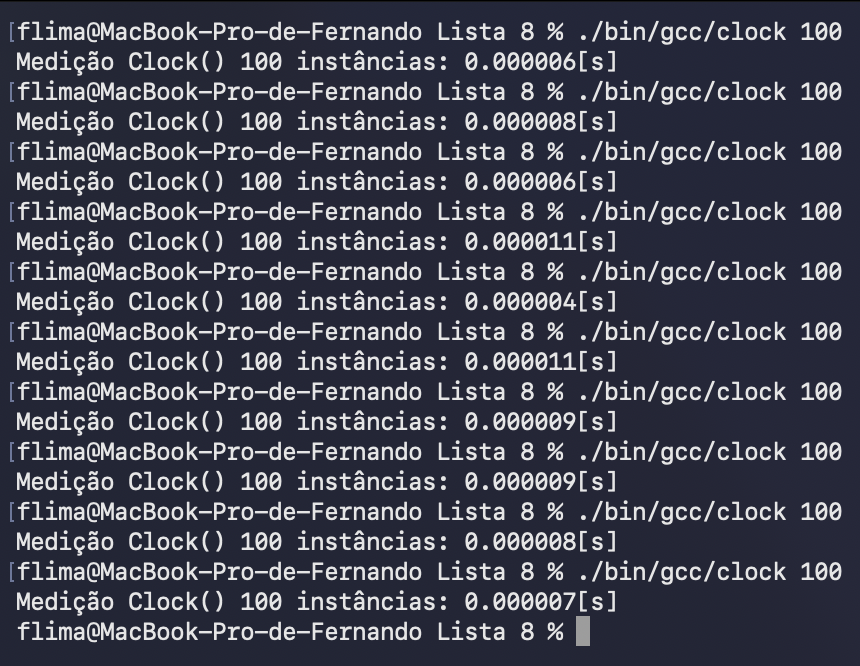 [flima@MacBook-Pro-de-Fernando Lista 8 % ./bin/gcc/clock 100
Medição Clock() 100 instâncias: 0.000006[s]
[flima@MacBook-Pro-de-Fernando Lista 8 % ./bin/gcc/clock 100
Medição Clock() 100 instâncias: 0.000008[s]
[flima@MacBook-Pro-de-Fernando Lista 8 % ./bin/gcc/clock 100
Medição Clock() 100 instâncias: 0.000006[s]
[flima@MacBook-Pro-de-Fernando Lista 8 % ./bin/gcc/clock 100
Medição Clock() 100 instâncias: 0.000011[s]
[flima@MacBook-Pro-de-Fernando Lista 8 % ./bin/gcc/clock 100
Medição Clock() 100 instâncias: 0.000004[s]
[flima@MacBook-Pro-de-Fernando Lista 8 % ./bin/gcc/clock 100
Medição Clock() 100 instâncias: 0.000011[s]
[flima@MacBook-Pro-de-Fernando Lista 8 % ./bin/gcc/clock 100
Medição Clock() 100 instâncias: 0.000009[s]
[flima@MacBook-Pro-de-Fernando Lista 8 % ./bin/gcc/clock 100
Medição Clock() 100 instâncias: 0.000009[s]
[flima@MacBook-Pro-de-Fernando Lista 8 % ./bin/gcc/clock 100
Medição Clock() 100 instâncias: 0.000008[s]
[flima@MacBook-Pro-de-Fernando Lista 8 % ./bin/gcc/clock 100
Medição Clock() 100 instâncias: 0.000007[s]
flima@MacBook-Pro-de-Fernando Lista 8 %